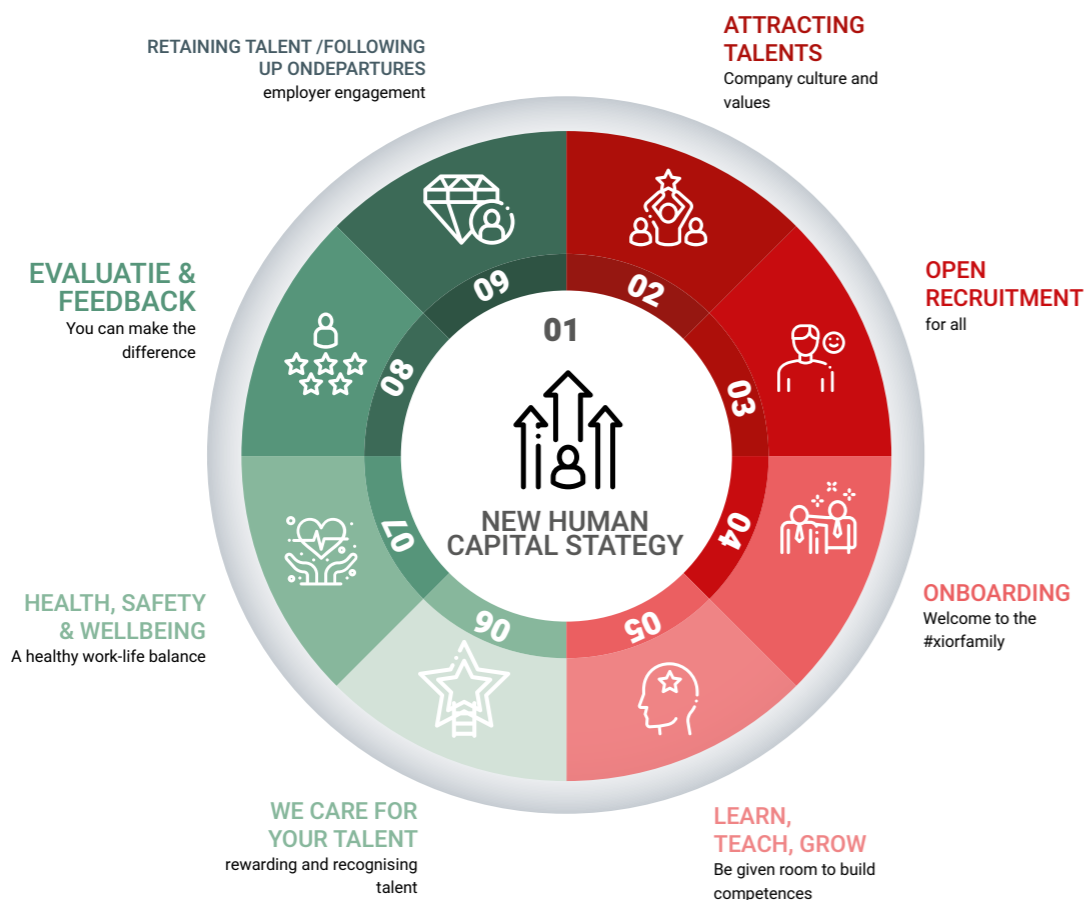 01
NEW HUMAN
CAPITAL STATEGY
02
ATTRACTING
TALENTS
Company culture and
values
03
OPEN
RECRUITMENT
for all
04
ONBOARDING
Welcome to the
#xiorfamily
05
LEARN,
TEACH, GROW
Be given room to build
competences
06
WE CARE FOR
YOUR TALENT
rewarding and recognising
talent
07
HEALTH, SAFETY
& WELLBEING
A healthy work-life balance
08
EVALUATIE &
FEEDBACK
You can make the
difference
09
RETAINING TALENT /FOLLOWING
UP ONDEPARTURES
employer engagement